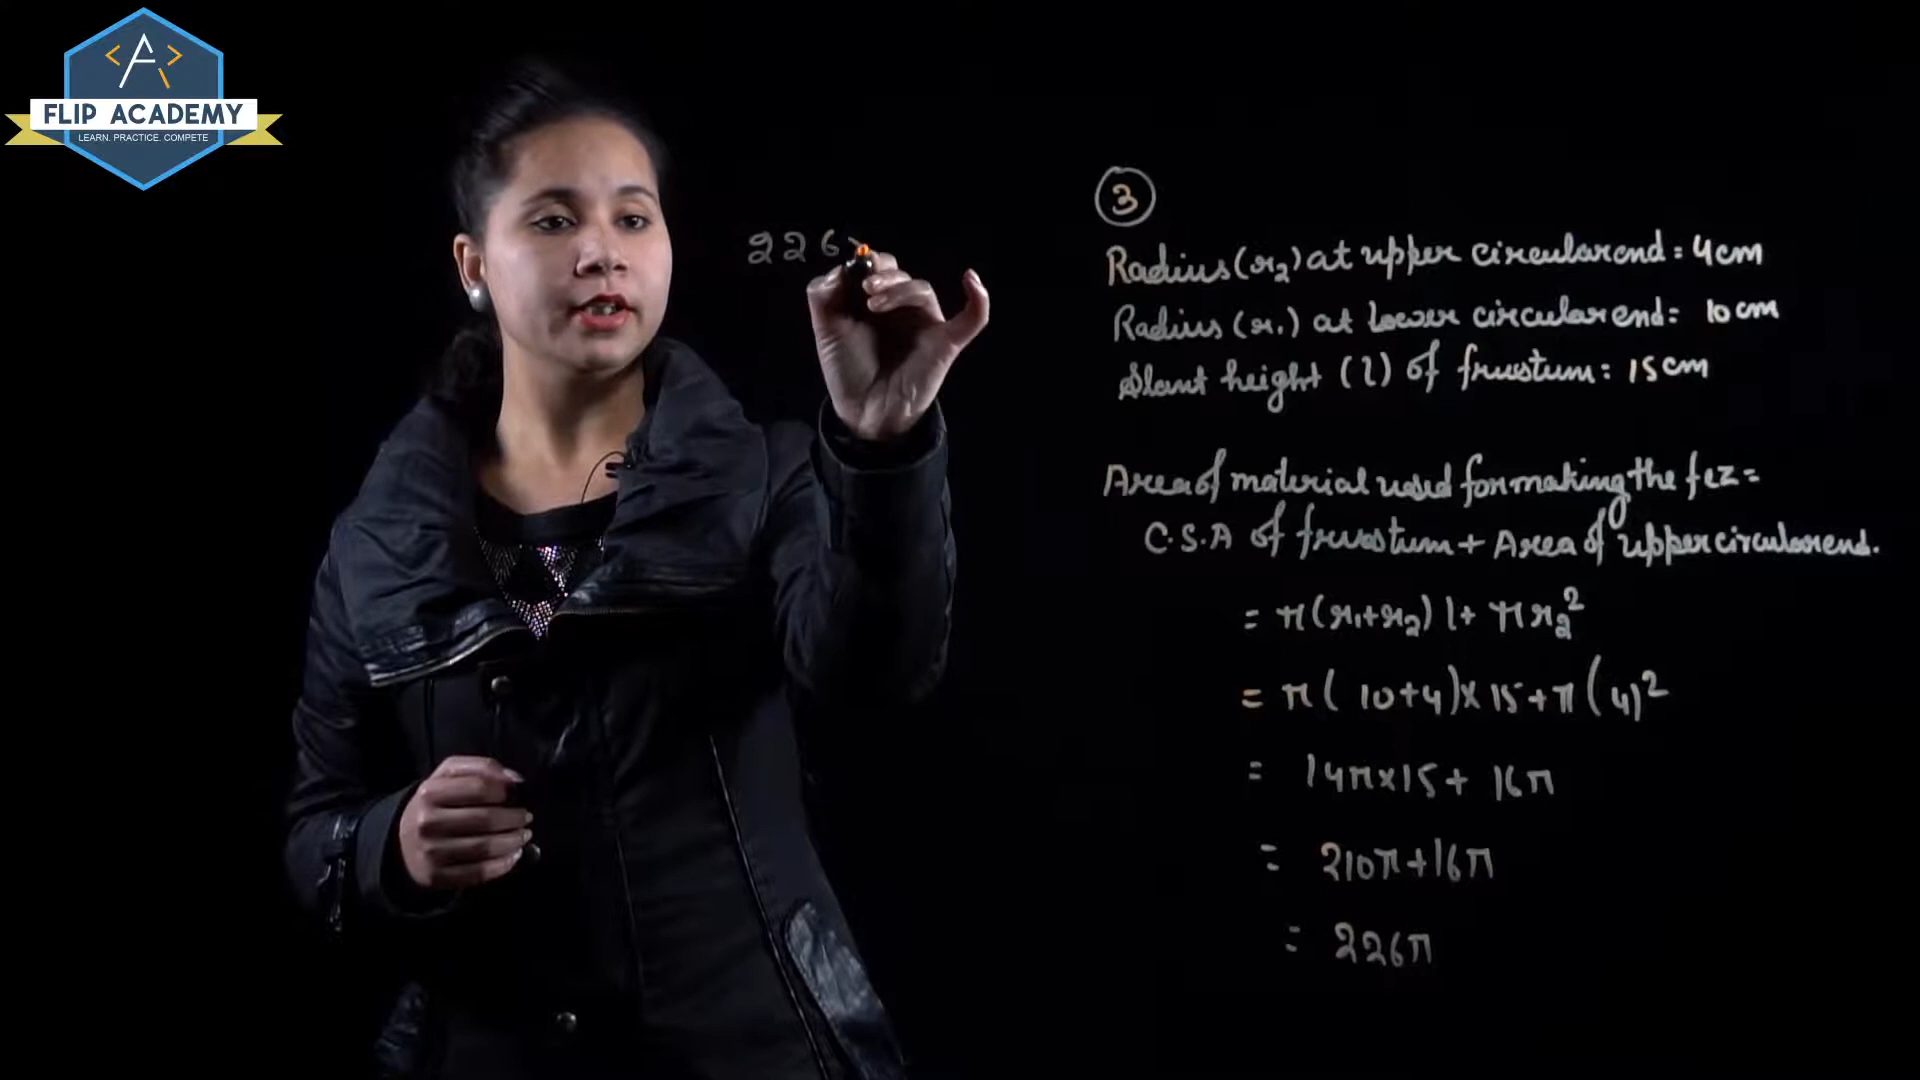 A
FLIP ACADEMY
LEARN. PRACTICE. COMPETE
226×
3
Radius (r₂) at upper circular end = 4cm
Radius (r₁) at lower circular end = 10cm
Slant height (l) of frustum = 15cm
Area of material used for making the fez =
C.S.A of frustum + Area of upper circular end.
= π(r₁+r₂) l + πr₂²
= π( 10+4)×15+π(4)²
= 14π×15+ 16π
= 210π+16π
= 226π